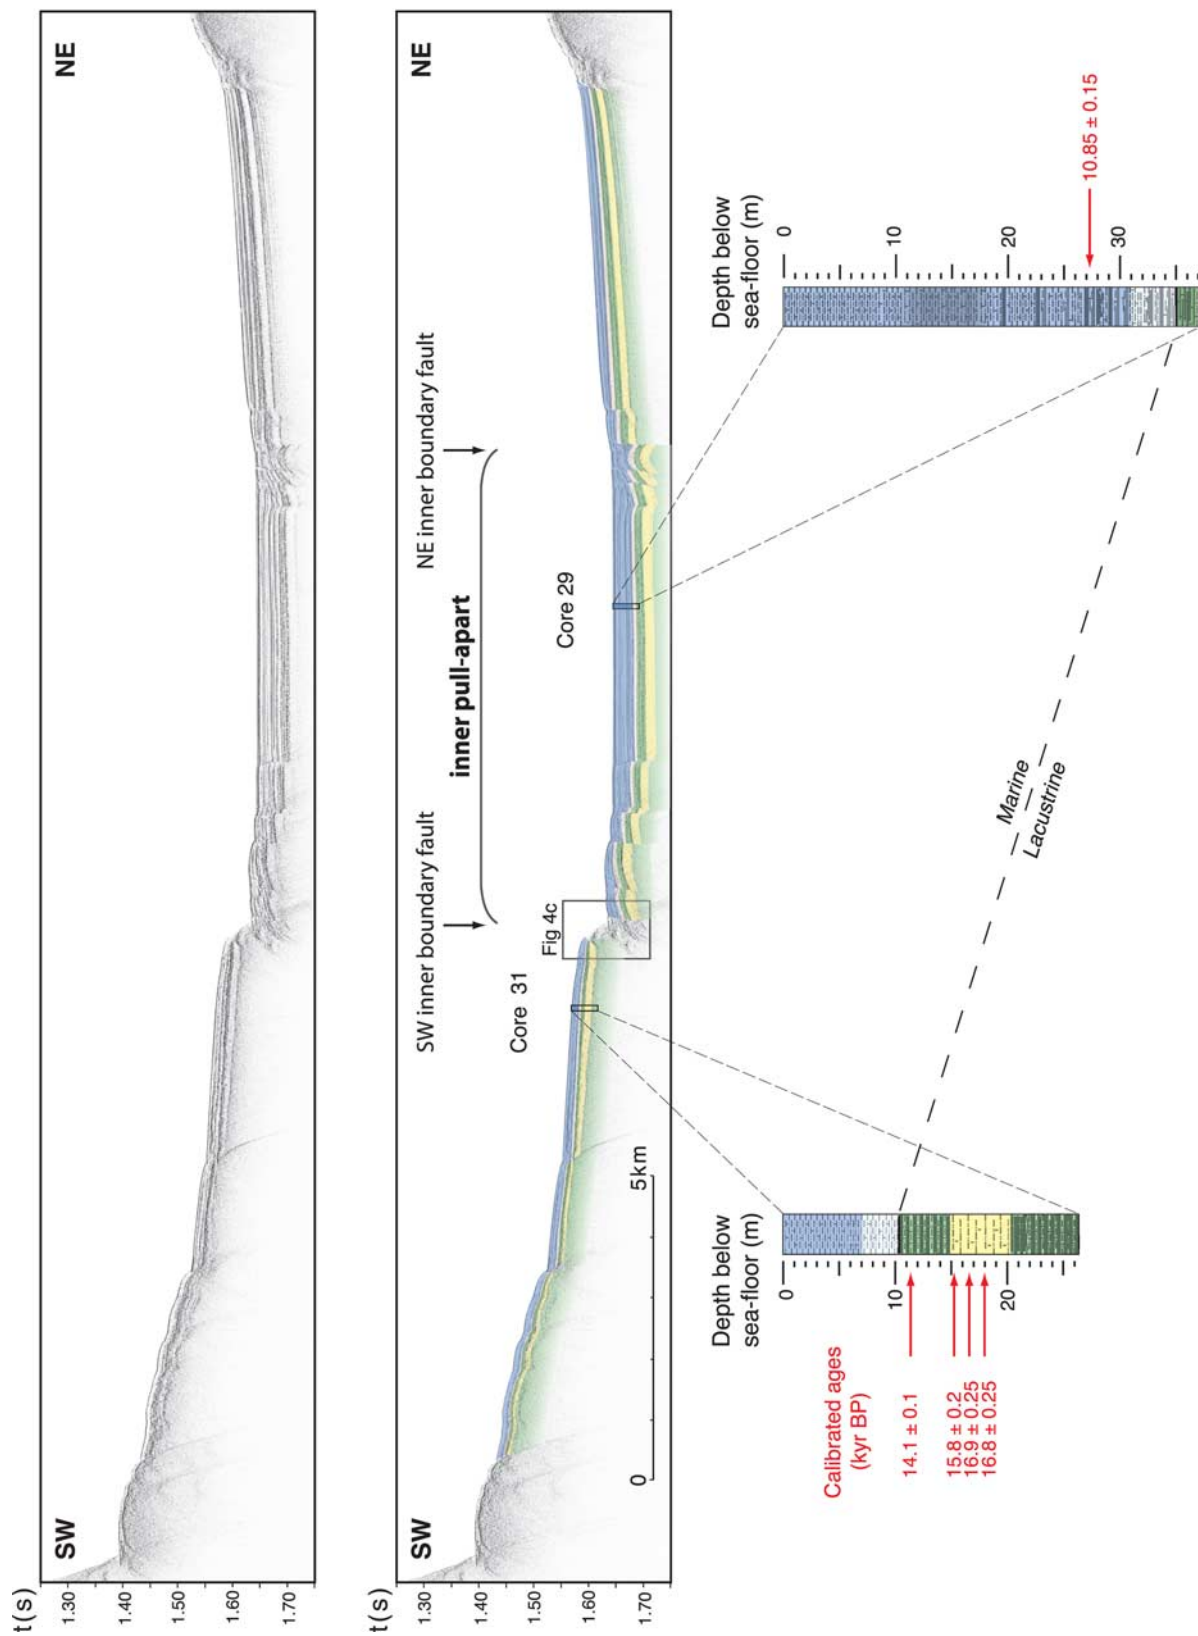 SW
NE
t(s)
1.30
1.40
1.50
1.60
1.70
SW inner boundary fault
NE inner boundary fault
inner pull-apart
SW
NE
t(s)
1.30
1.40
1.50
1.60
1.70
Core 31
Fig 4c
Core 29
0
5km
Depth below
sea-floor (m)
0
10
20
Calibrated ages
(kyr BP)
14.1 ± 0.1
15.8 ± 0.2
16.9 ± 0.25
16.8 ± 0.25
Marine
Lacustrine
Depth below
sea-floor (m)
0
10
20
30
10.85 ± 0.15